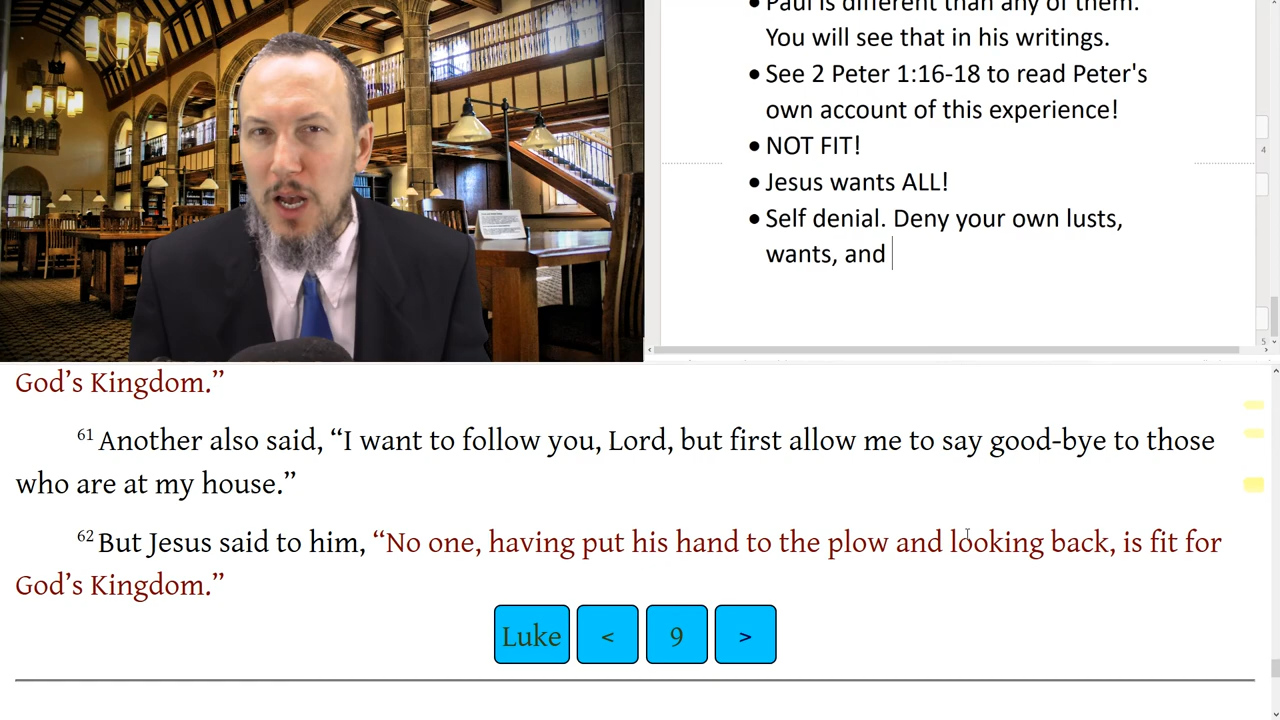 Paul is different than any of them.
You will see that in his writings.
• See 2 Peter 1:16-18 to read Peter's
own account of this experience!
• NOT FIT!
• Jesus wants ALL!
• Self denial. Deny your own lusts,
wants, and
4
5
God’s Kingdom.”
61 Another also said, “I want to follow you, Lord, but first allow me to say good-bye to those
who are at my house.”
62 But Jesus said to him, “No one, having put his hand to the plow and looking back, is fit for
God’s Kingdom.”
Luke < 9 >